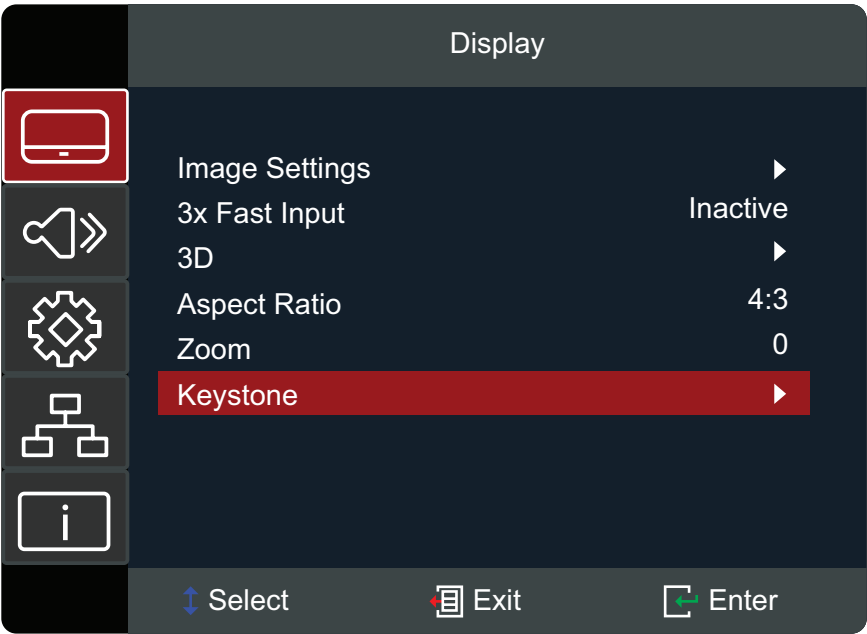 Display
Image Settings
3x Fast Input Inactive
3D
Aspect Ratio 4:3
Zoom 0
Keystone
i
Select Exit Enter